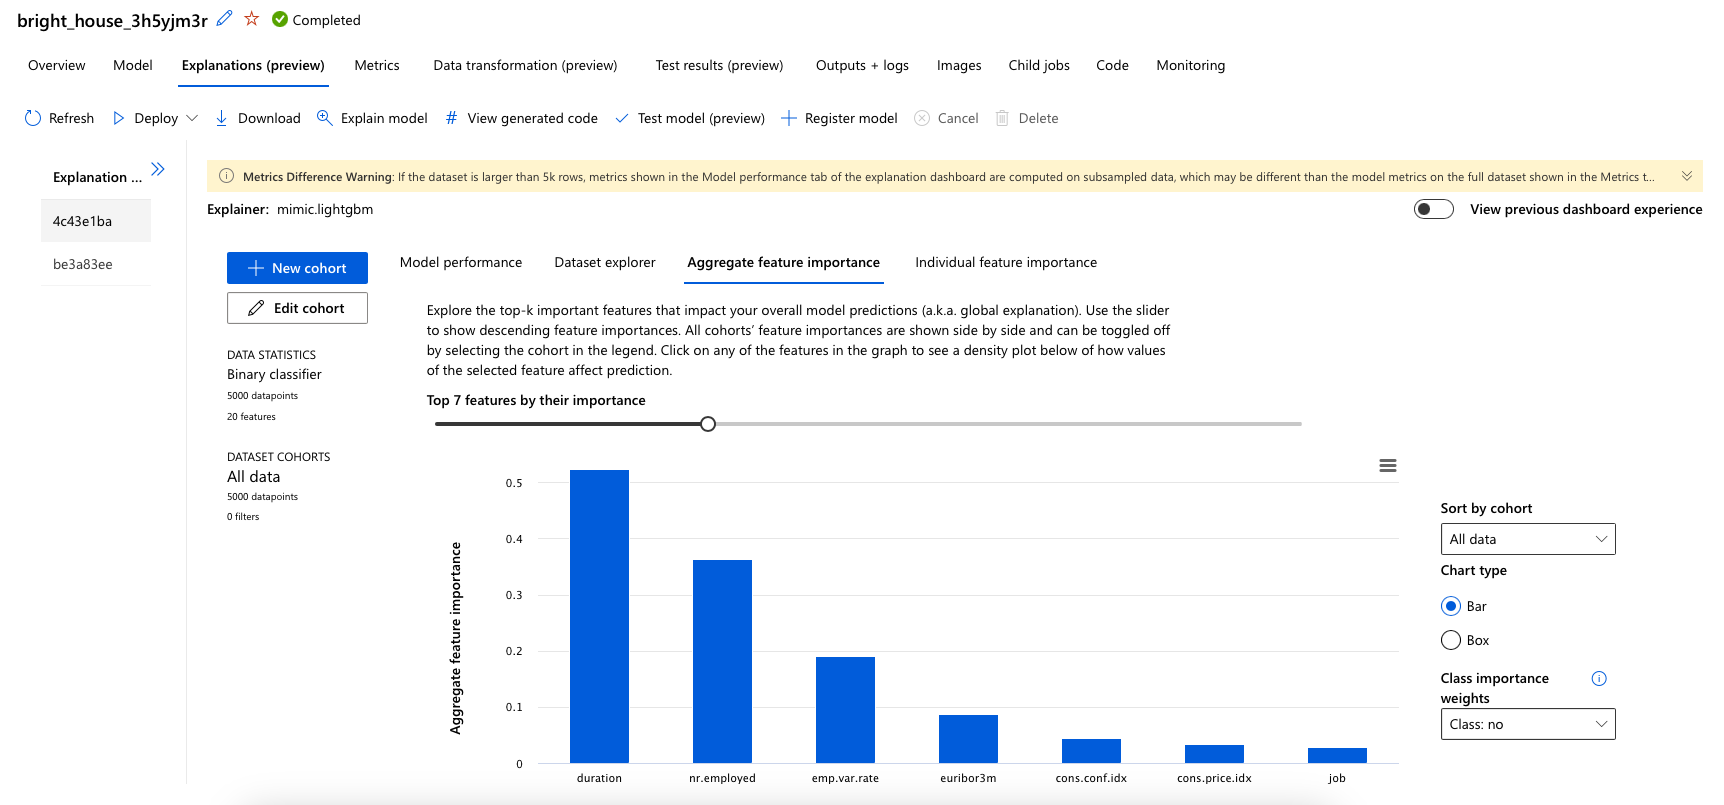 bright_house_3h5yjm3r Completed
Overview Model Explanations (preview) Metrics Data transformation (preview) Test results (preview) Outputs + logs Images Child jobs Code Monitoring
Refresh Deploy Download Explain model # View generated code Test model (preview) Register model Cancel Delete
Explanation ...
4c43e1ba
be3a83ee
Metrics Difference Warning: If the dataset is larger than 5k rows, metrics shown in the Model performance tab of the explanation dashboard are computed on subsampled data, which may be different than the model metrics on the full dataset shown in the Metrics t...
Explainer: mimic.lightgbm
View previous dashboard experience
New cohort
Edit cohort
DATA STATISTICS
Binary classifier
5000 datapoints
20 features
DATASET COHORTS
All data
5000 datapoints
0 filters
Model performance Dataset explorer Aggregate feature importance Individual feature importance
Explore the top-k important features that impact your overall model predictions (a.k.a. global explanation). Use the slider
to show descending feature importances. All cohorts’ feature importances are shown side by side and can be toggled off
by selecting the cohort in the legend. Click on any of the features in the graph to see a density plot below of how values
of the selected feature affect prediction.
Top 7 features by their importance
Aggregate feature importance
0.5
0.4
0.3
0.2
0.1
0
duration nr.employed emp.var.rate euribor3m cons.conf.idx cons.price.idx job
Sort by cohort
All data
Chart type
Bar
Box
Class importance
weights
Class: no